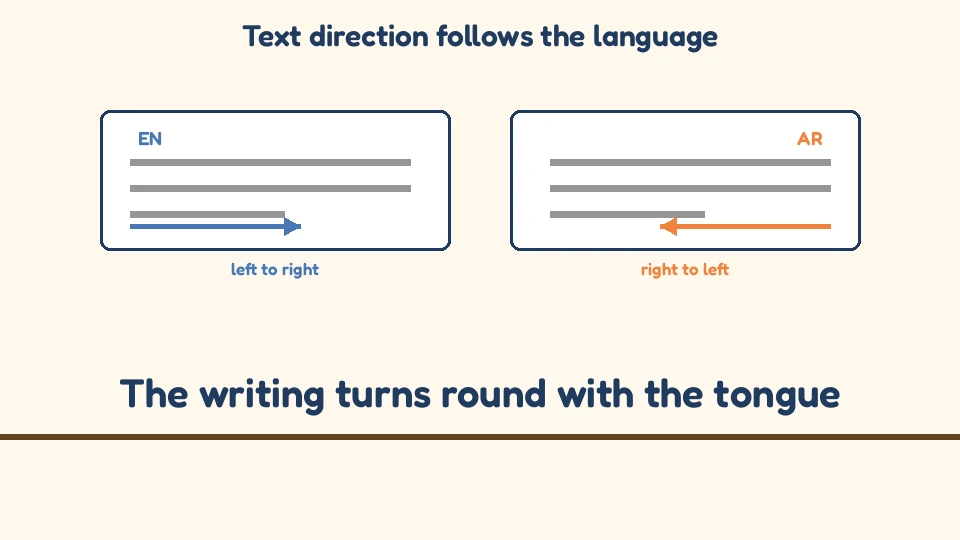 Text direction follows the language
EN
AR
left to right
right to left
The writing turns round with the tongue